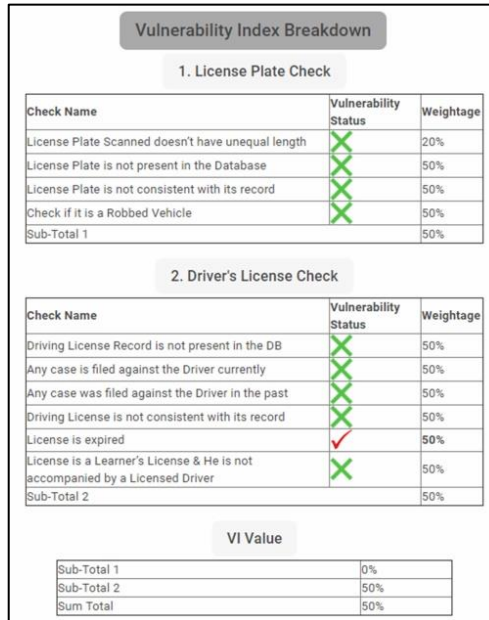 Vulnerability Index Breakdown
1. License Plate Check
Check Name Vulnerability Status Weightage
License Plate Scanned doesn't have unequal length 20%
License Plate is not present in the Database 50%
License Plate is not consistent with its record 50%
Check if it is a Robbed Vehicle 50%
Sub-Total 1 50%
2. Driver's License Check
Check Name Vulnerability Status Weightage
Driving License Record is not present in the DB 50%
Any case is filed against the Driver currently 50%
Any case was filed against the Driver in the past 50%
Driving License is not consistent with its record 50%
License is expired 50%
License is a Learner's License & He is not
accompanied by a Licensed Driver 50%
Sub-Total 2 50%
VI Value
Sub-Total 1 0%
Sub-Total 2 50%
Sum Total 50%